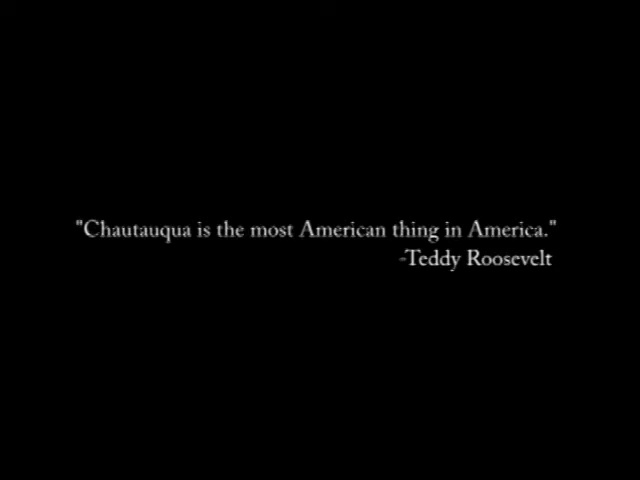 "Chautauqua is the most American thing in America."
-Teddy Roosevelt